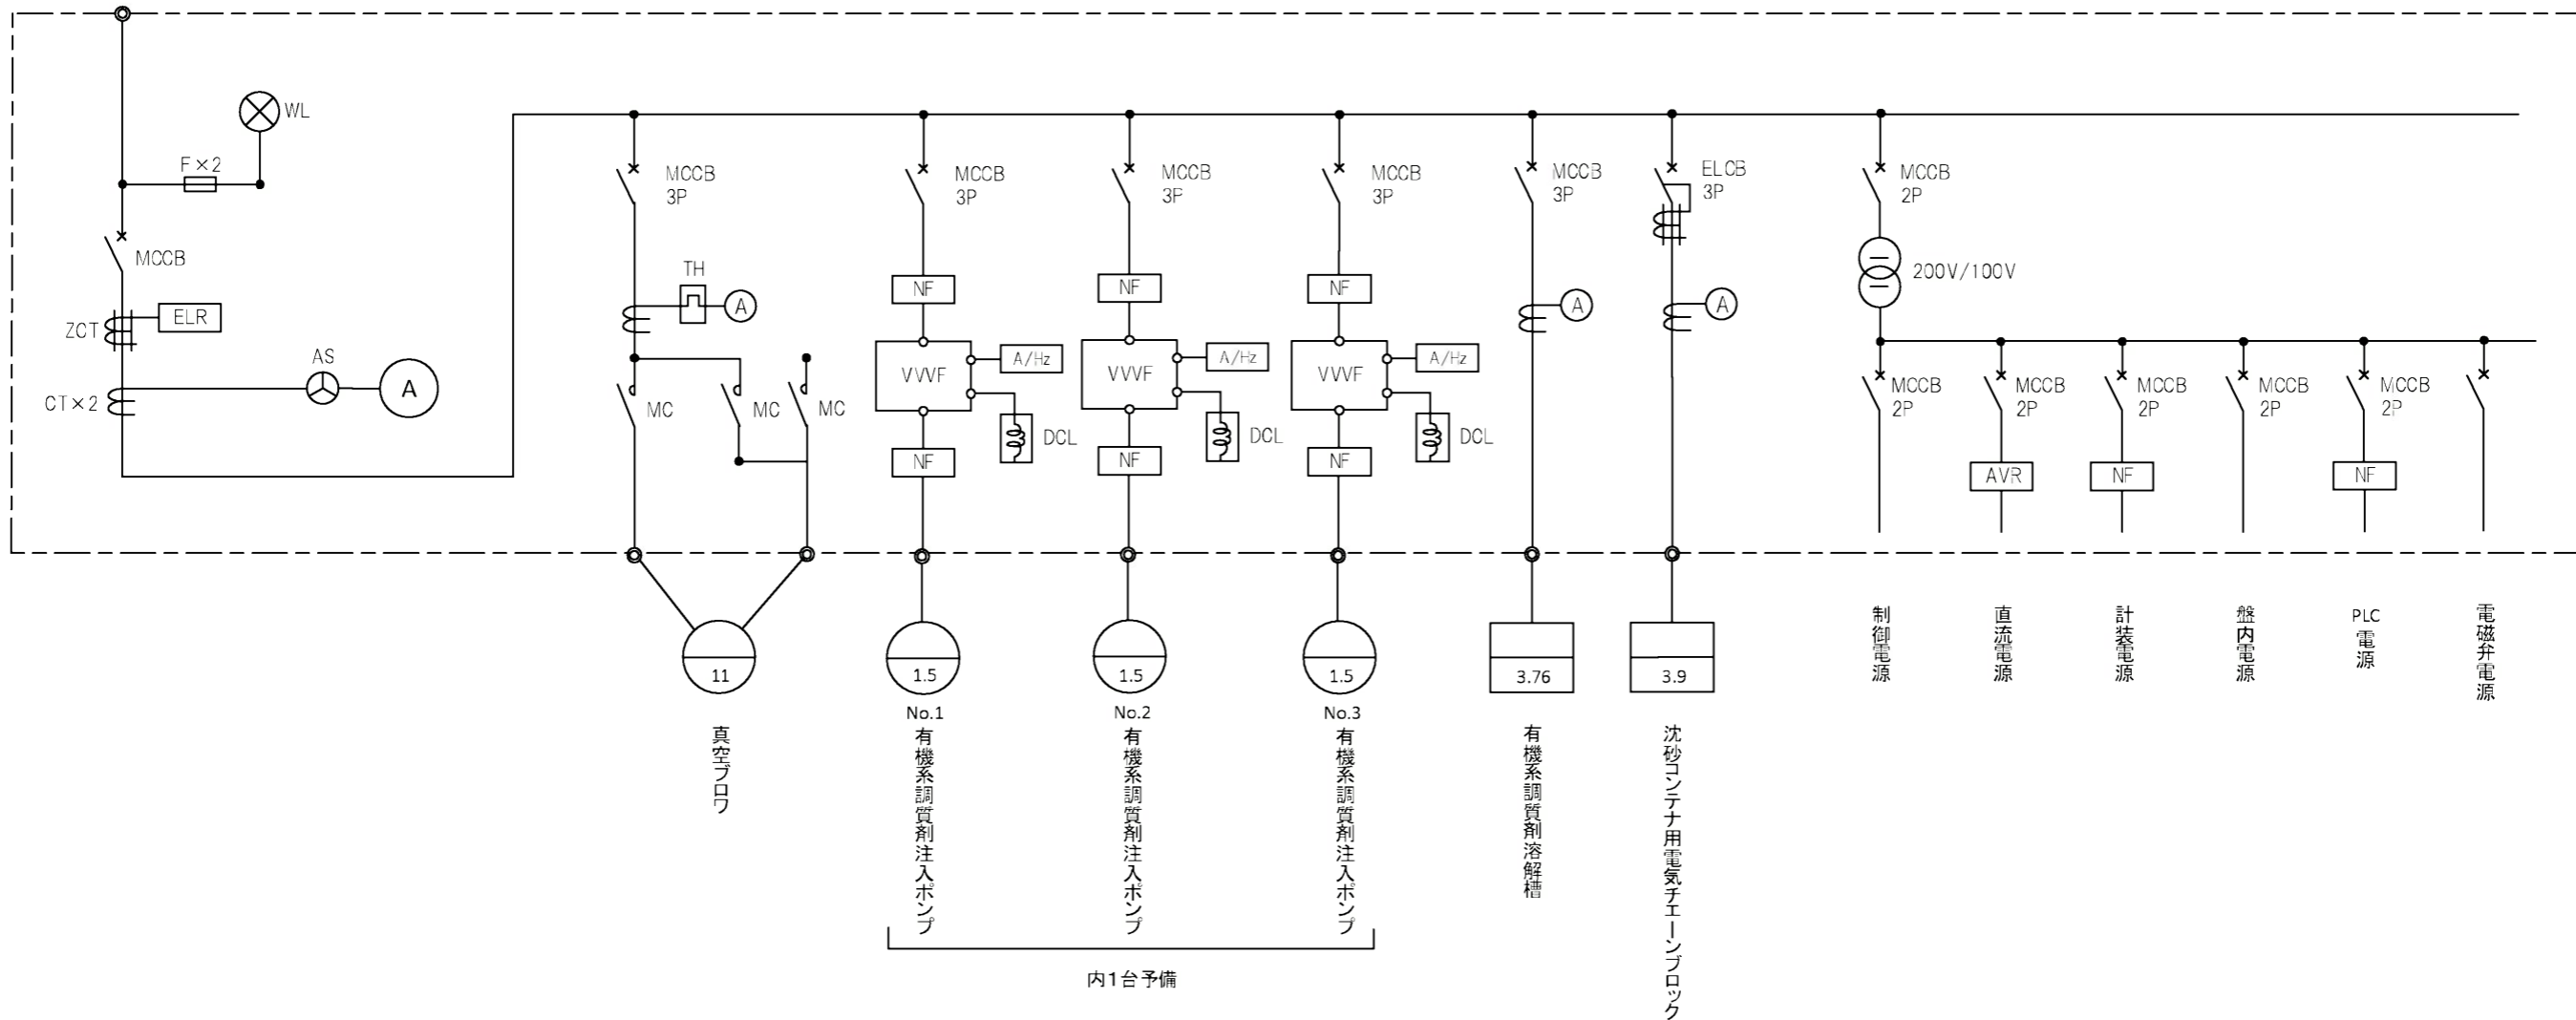 WL
F×2
MCCB
ZCT
ELR
AS
A
CT×2
MCCB
3P
TH
A
MC
MC
MC
MCCB
3P
NF
VVVF
A/Hz
DCL
NF
MCCB
3P
NF
VVVF
A/Hz
DCL
NF
MCCB
3P
NF
VVVF
A/Hz
DCL
NF
MCCB
3P
A
ELCB
3P
A
MCCB
2P
200V/100V
MCCB
2P
MCCB
2P
AVR
MCCB
2P
NF
MCCB
2P
MCCB
2P
NF
11
真空ブロワ
1.5
No.1
有機系調質剤注入ポンプ
1.5
No.2
有機系調質剤注入ポンプ
1.5
No.3
有機系調質剤注入ポンプ
内1台予備
3.76
有機系調質剤溶解槽
3.9
沈砂コンテナ用電気チエーンブロック
制御電源
直流電源
計装電源
盤内電源
PLC
電源
電磁弁電源